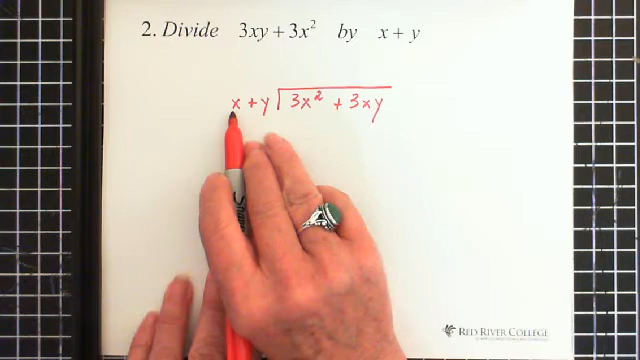 2. Divide 3xy + 3x² by x + y
x + y 3x² + 3xy
RED RIVER COLLEGE